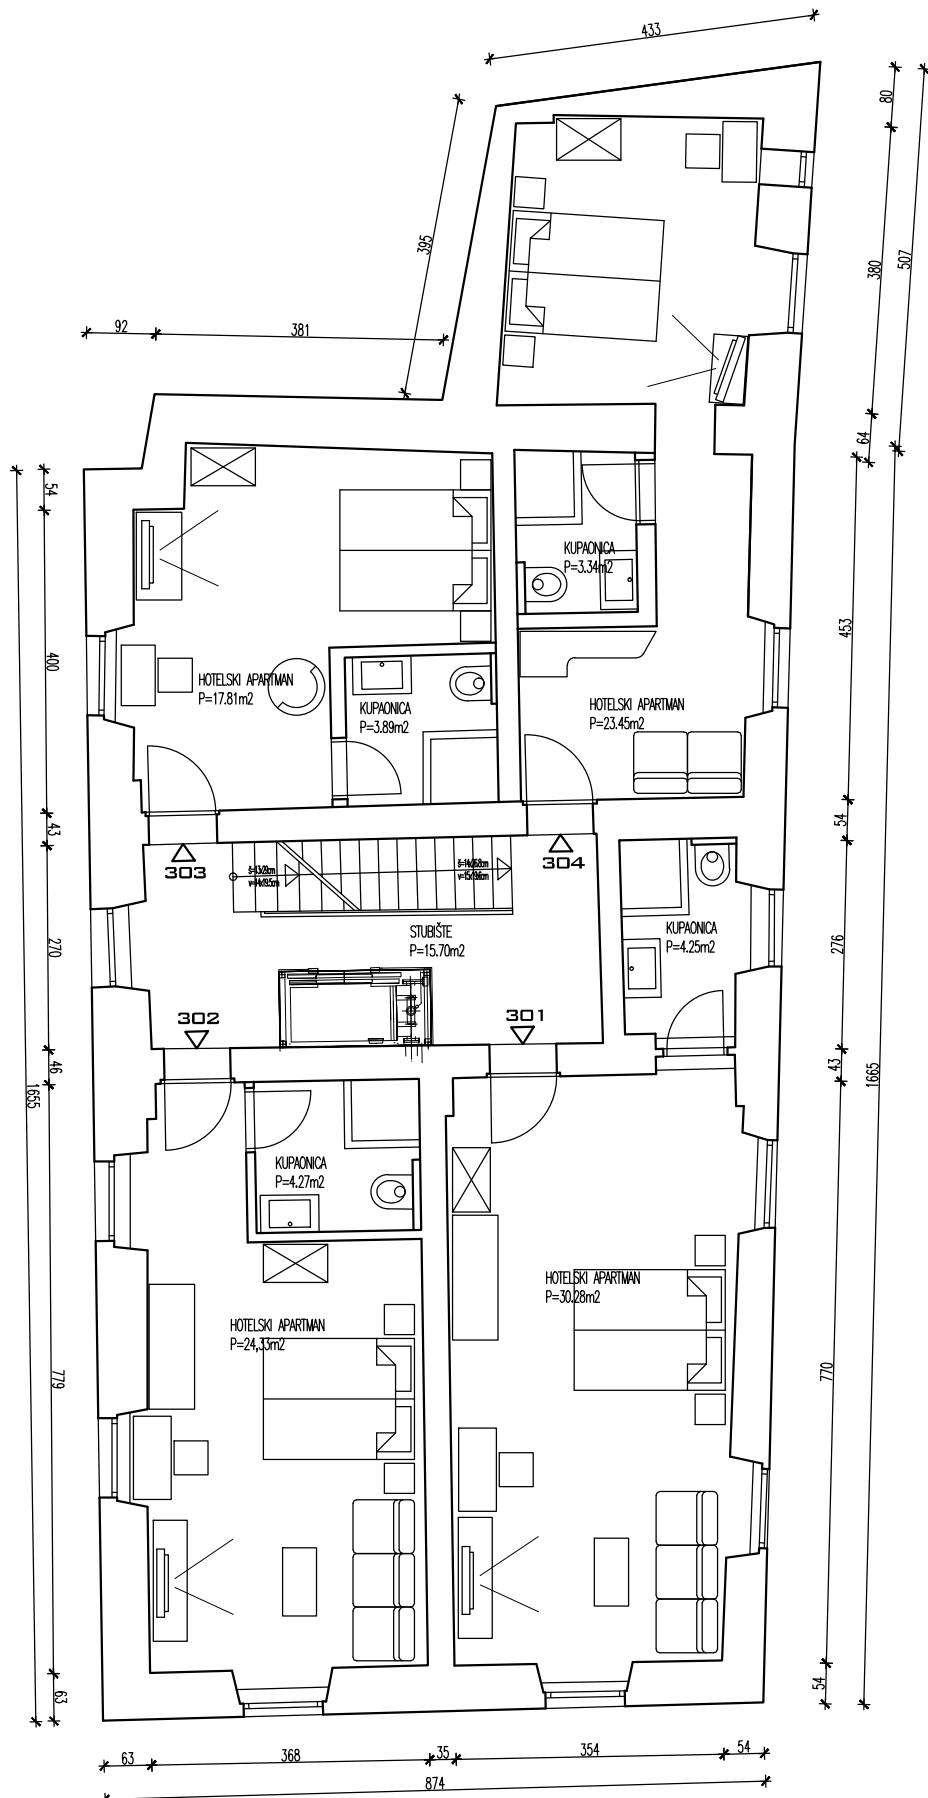 433
80
395
507
380
92
381
64
54
KUPAONICA
P=3.34m2
453
400
HOTELSKI APARTMAN
P=17.81m2
HOTELSKI APARTMAN
P=23.45m2
KUPAONICA
P=3.89m2
43
54
303
304
STUBIŠTE
P=15.70m2
KUPAONICA
P=4.25m2
270
276
302
301
46
43
1655
1665
KUPAONICA
P=4.27m2
HOTELSKI APARTMAN
P=30.28m2
HOTELSKI APARTMAN
P=24,33m2
779
770
63
54
63
368
35
354
54
874